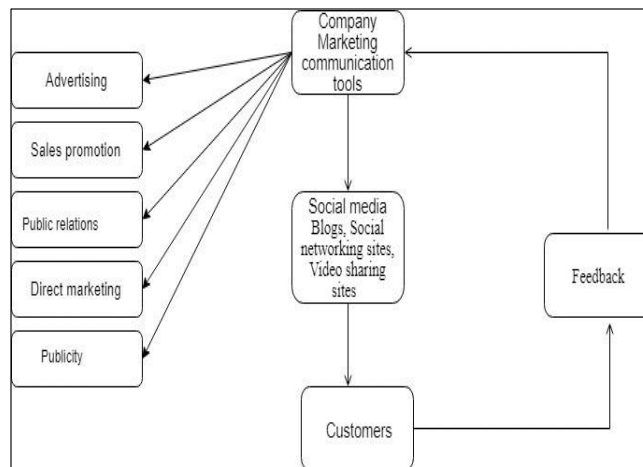 Company
Marketing
communication
tools
Advertising
Sales promotion
Public relations
Direct marketing
Publicity
Social media
Blogs, Social
networking sites,
Video sharing
sites
Feedback
Customers